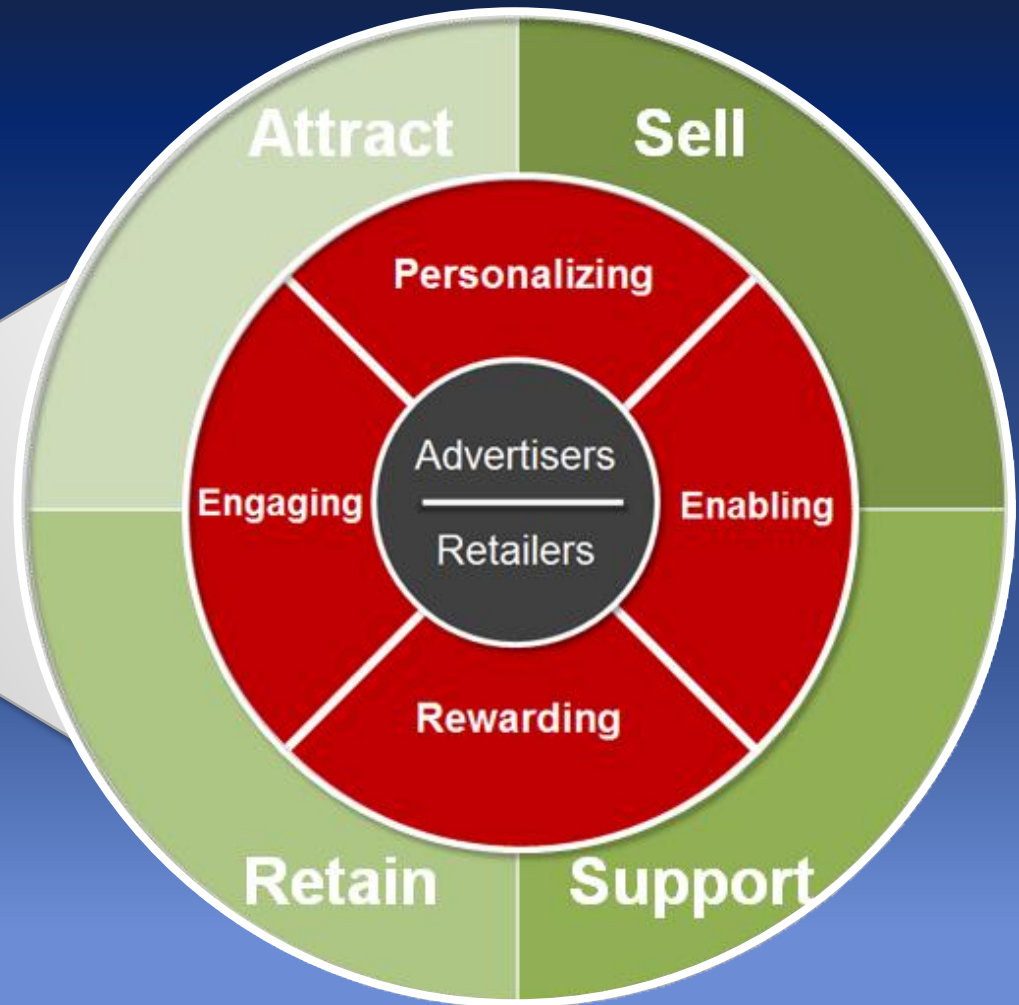 Attract
Sell
Personalizing
Engaging
Advertisers
Retailers
Enabling
Rewarding
Retain
Support